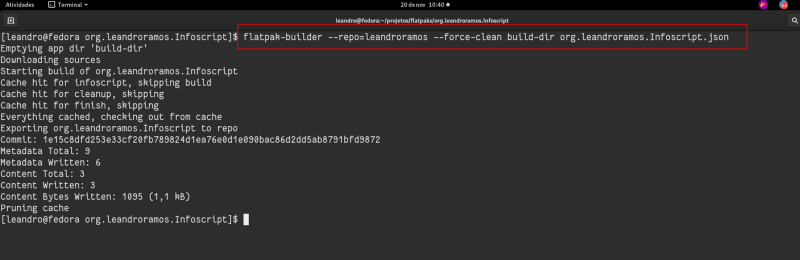 Atividades
Terminal
20 de nov 10:40
leandro@fedora:~/projetos/flatpaks/org.leandroramos.Infoscript
[leandro@fedora org.leandroramos.Infoscript]$ flatpak-builder --repo=leandroramos --force-clean build-dir org.leandroramos.Infoscript.json
Emptying app dir 'build-dir'
Downloading sources
Starting build of org.leandroramos.Infoscript
Cache hit for infoscript, skipping build
Cache hit for cleanup, skipping
Cache hit for finish, skipping
Everything cached, checking out from cache
Exporting org.leandroramos.Infoscript to repo
Commit: 1e15c8dfd253e33cf20fb789824d1ea76e0d1e090bac86d2dd5ab8791bfd9872
Metadata Total: 9
Metadata Written: 6
Content Total: 3
Content Written: 3
Content Bytes Written: 1095 (1,1 kB)
Pruning cache
[leandro@fedora org.leandroramos.Infoscript]$